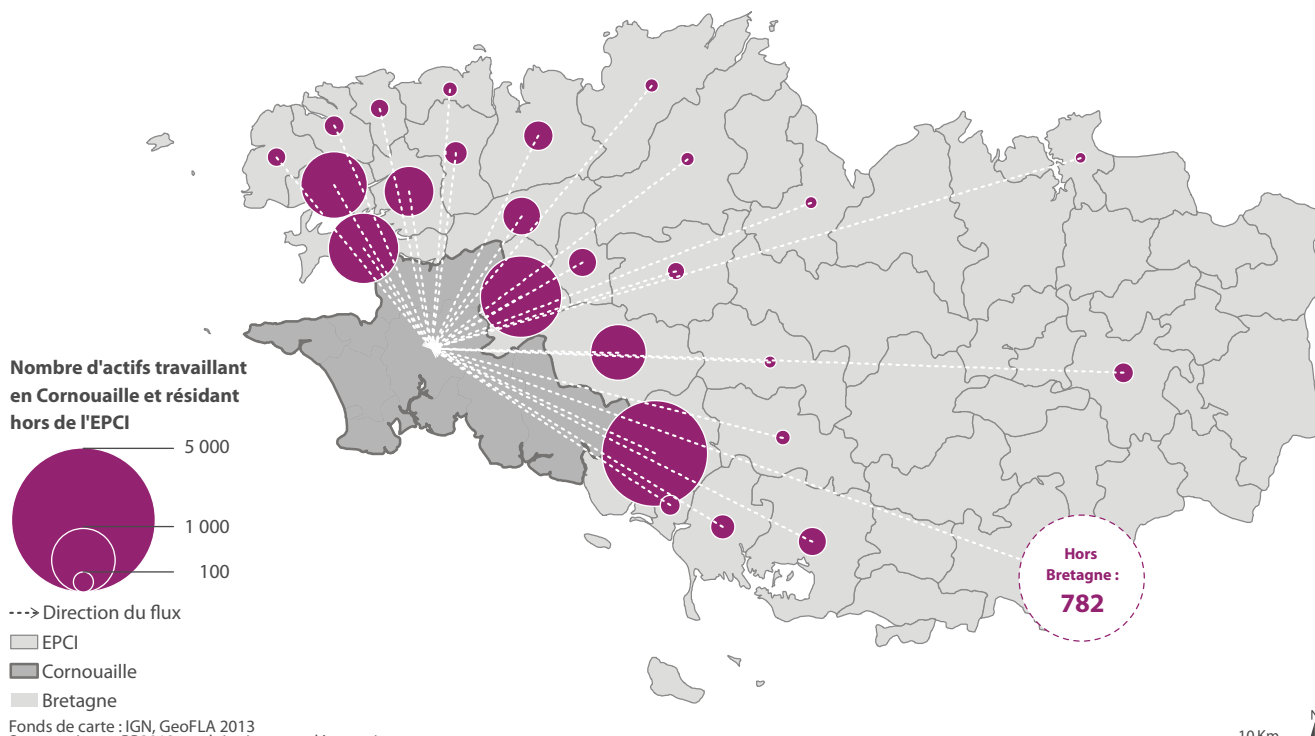 Nombre d'actifs travaillant
en Cornouaille et résidant
hors de l'EPCI
5 000
1 000
100
Direction du flux
EPCI
Cornouaille
Bretagne
Fonds de carte : IGN, GeoFLA 2013
Hors
Bretagne :
782
10 Km
N